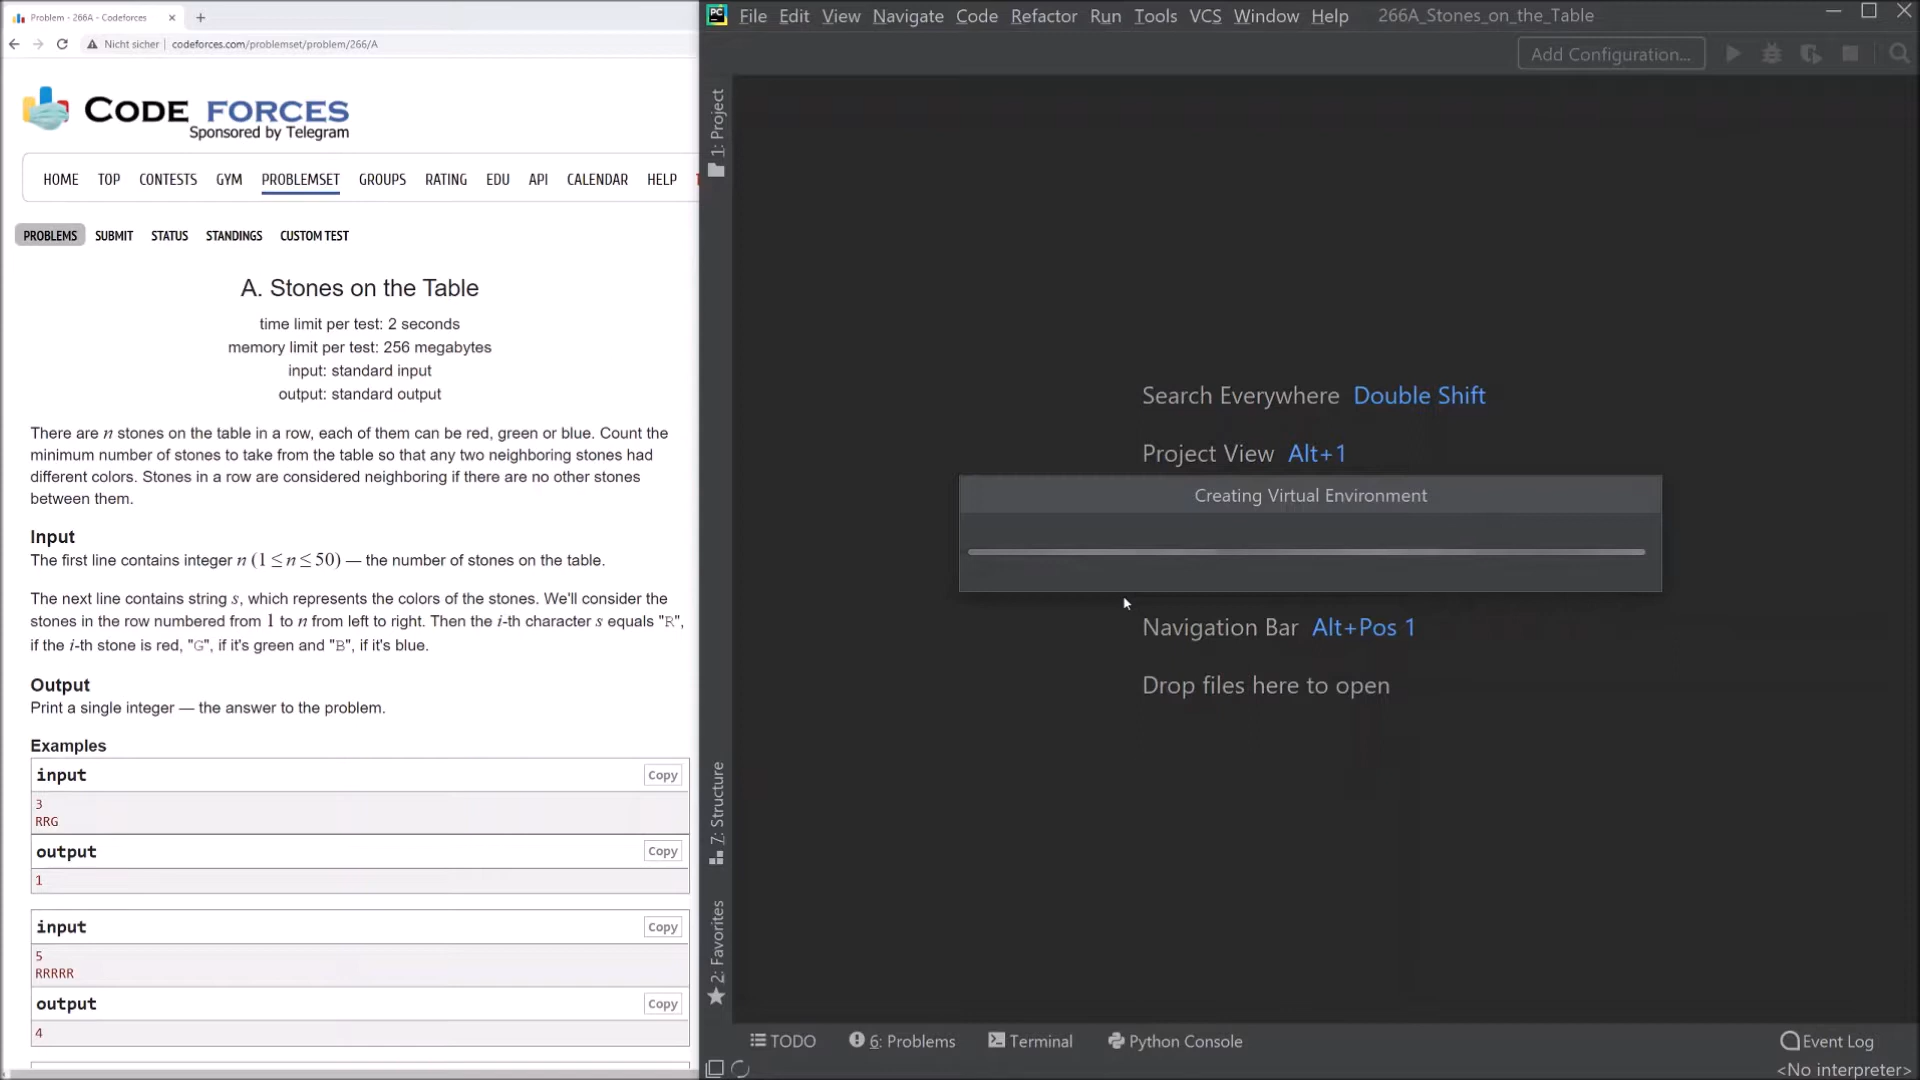 Problem - 266A - Codeforces
Nicht sicher | codeforces.com/problemset/problem/266/A
CODE FORCES
Sponsored by Telegram
HOME TOP CONTESTS GYM PROBLEMSET GROUPS RATING EDU API CALENDAR HELP
PROBLEMS SUBMIT STATUS STANDINGS CUSTOM TEST
A. Stones on the Table
time limit per test: 2 seconds
memory limit per test: 256 megabytes
input: standard input
output: standard output
There are n stones on the table in a row, each of them can be red, green or blue. Count the
minimum number of stones to take from the table so that any two neighboring stones had
different colors. Stones in a row are considered neighboring if there are no other stones
between them.
Input
The first line contains integer n (1 ≤ n ≤ 50) — the number of stones on the table.
The next line contains string s, which represents the colors of the stones. We'll consider the
stones in the row numbered from 1 to n from left to right. Then the i-th character s equals "R",
if the i-th stone is red, "G", if it's green and "B", if it's blue.
Output
Print a single integer — the answer to the problem.
Examples
input
Copy
3
RRG
output
Copy
1
input
Copy
5
RRRRR
output
Copy
4
PC File Edit View Navigate Code Refactor Run Tools VCS Window Help 266A_Stones_on_the_Table
Add Configuration...
1: Project
Search Everywhere Double Shift
Project View Alt+1
Creating Virtual Environment
Navigation Bar Alt+Pos 1
Drop files here to open
7: Structure
2: Favorites
TODO 6: Problems Terminal Python Console Event Log
<No interpreter>